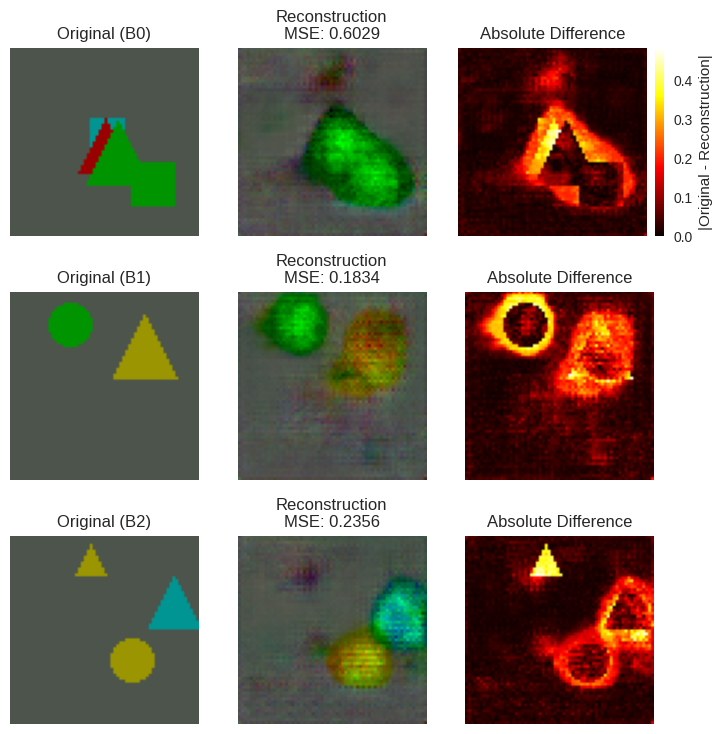 Original (B0)
Reconstruction
MSE: 0.6029
Absolute Difference
0.4
0.3
0.2
0.1
0.0
|Original - Reconstruction|
Original (B1)
Reconstruction
MSE: 0.1834
Absolute Difference
Original (B2)
Reconstruction
MSE: 0.2356
Absolute Difference